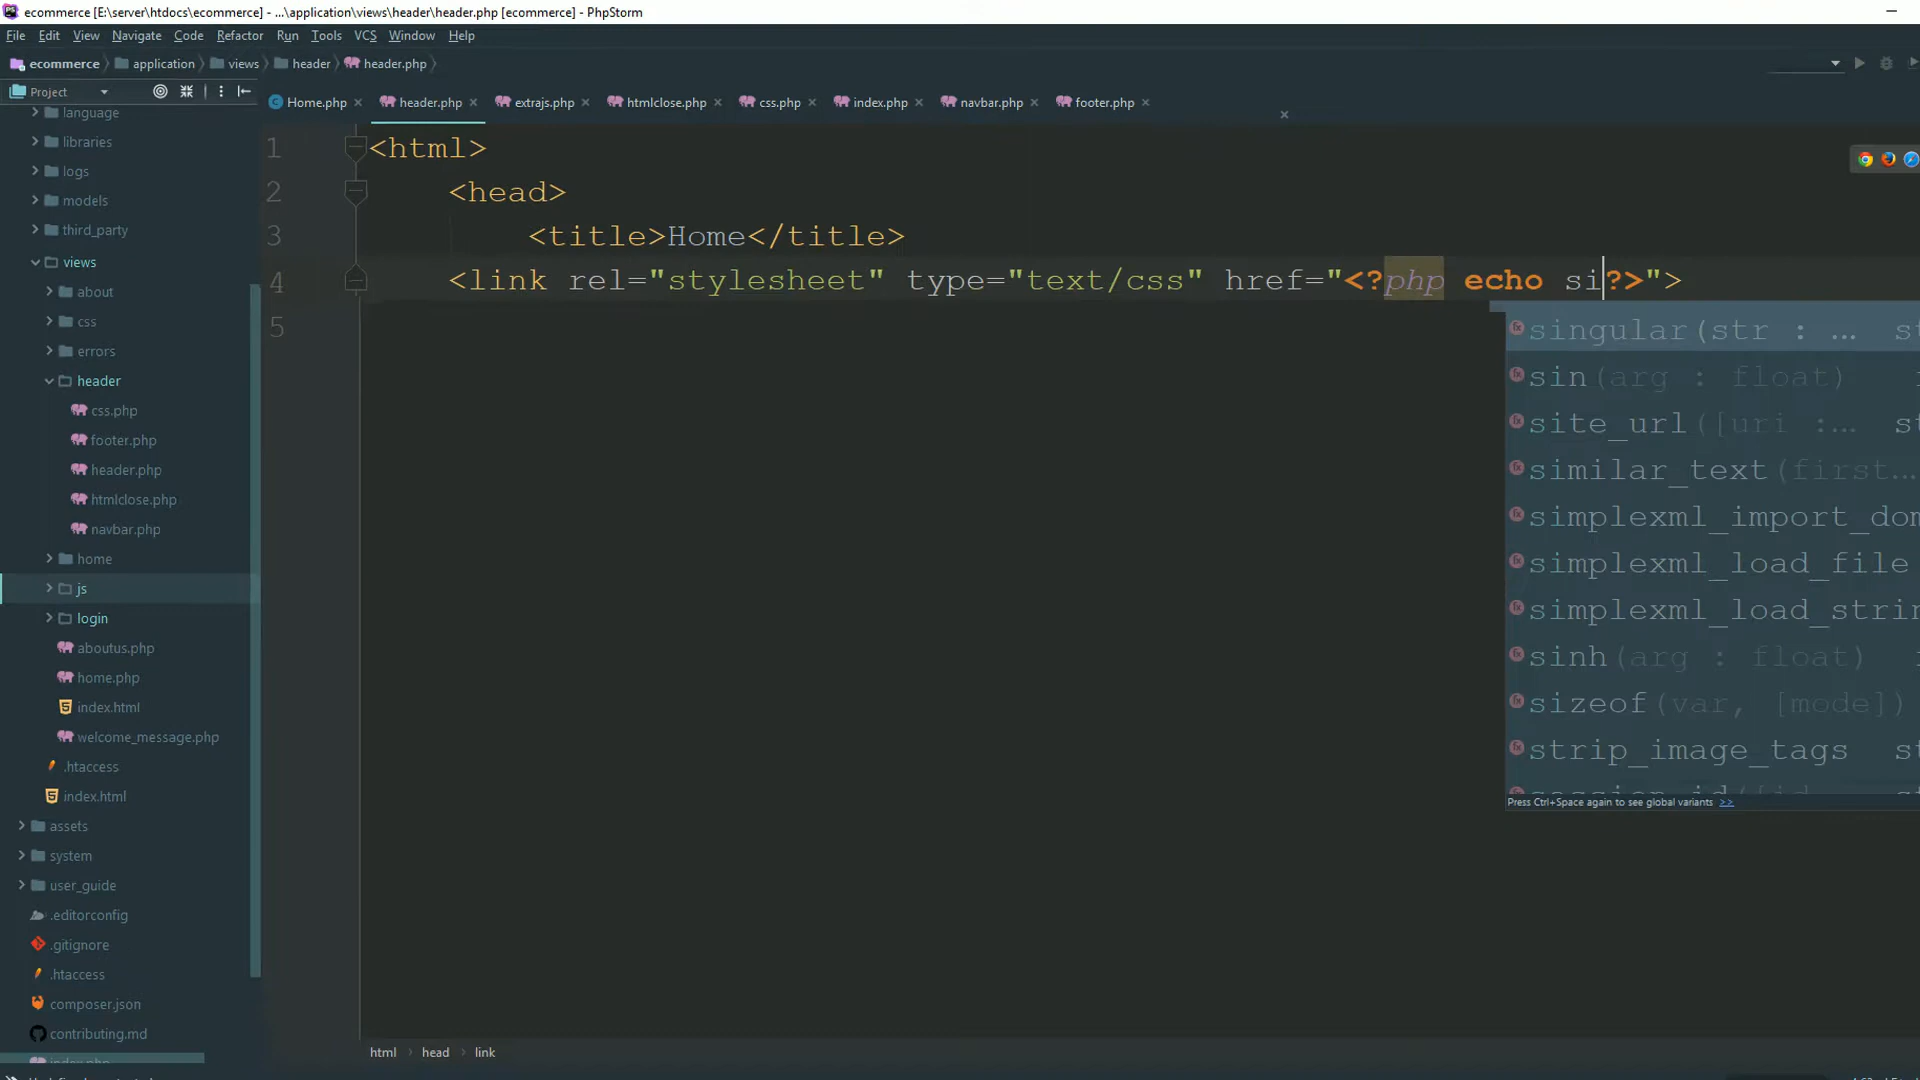 ecommerce [E:\server\htdocs\ecommerce] - ...\application\views\header\header.php [ecommerce] - PhpStorm
File Edit View Navigate Code Refactor Run Tools VCS Window Help
ecommerce application views header header.php
Project
Home.php header.php extrajs.php htmlclose.php css.php index.php navbar.php footer.php
language
libraries
logs
models
third_party
views
about
css
errors
header
css.php
footer.php
header.php
htmlclose.php
navbar.php
home
js
login
aboutus.php
home.php
index.html
welcome_message.php
.htaccess
index.html
assets
system
user_guide
.editorconfig
.gitignore
.htaccess
composer.json
contributing.md
index.php
1 <html>
2 <head>
3 <title>Home</title>
4 <link rel="stylesheet" type="text/css" href="<?php echo si?>">
5
singular(str : ... st
sin(arg : float)
site_url([uri :... st
similar_text(first...
simplexml_import_dom
simplexml_load_file
simplexml_load_strin
sinh(arg : float)
sizeof(var, [mode])
strip_image_tags st
session_id([id
Press Ctrl+Space again to see global variants >>
html head link